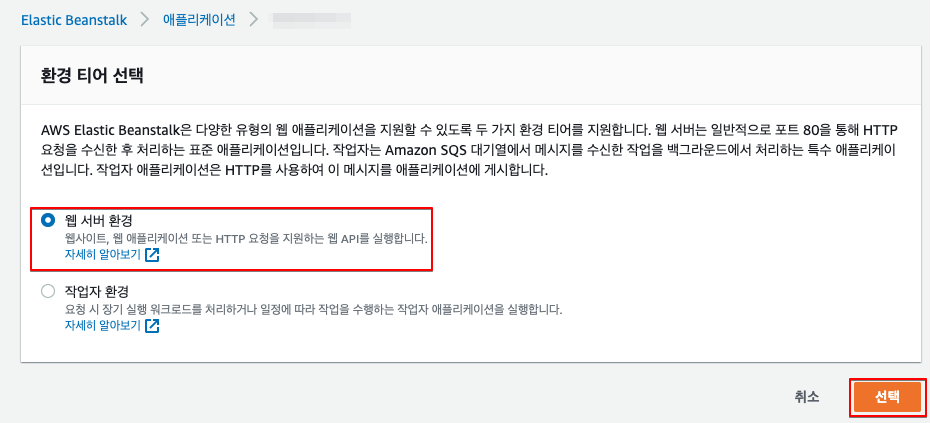 Elastic Beanstalk > 애플리케이션 >
환경 티어 선택
AWS Elastic Beanstalk은 다양한 유형의 웹 애플리케이션을 지원할 수 있도록 두 가지 환경 티어를 지원합니다. 웹 서버는 일반적으로 포트 80을 통해 HTTP
요청을 수신한 후 처리하는 표준 애플리케이션입니다. 작업자는 Amazon SQS 대기열에서 메시지를 수신한 작업을 백그라운드에서 처리하는 특수 애플리케이
션입니다. 작업자 애플리케이션은 HTTP를 사용하여 이 메시지를 애플리케이션에 게시합니다.
웹 서버 환경
웹사이트, 웹 애플리케이션 또는 HTTP 요청을 지원하는 웹 API를 실행합니다.
자세히 알아보기
작업자 환경
요청 시 장기 실행 워크로드를 처리하거나 일정에 따라 작업을 수행하는 작업자 애플리케이션을 실행합니다.
자세히 알아보기
취소
선택